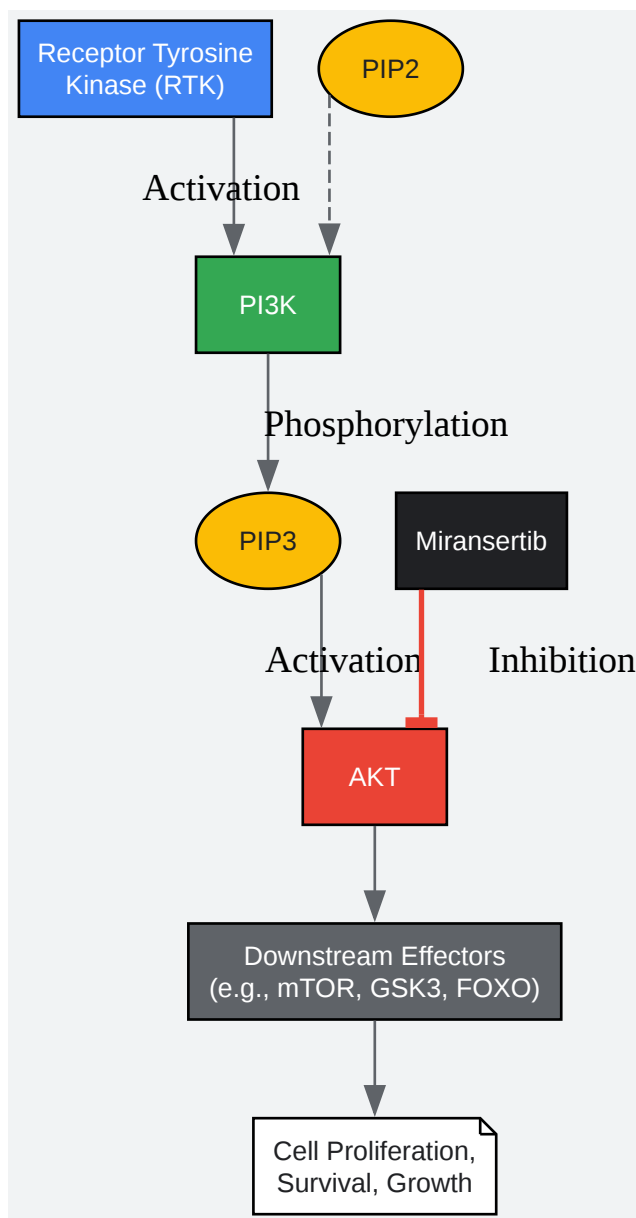 Receptor Tyrosine
Kinase (RTK)
PIP2
Activation
PI3K
Phosphorylation
PIP3
Miransertib
Activation
Inhibition
AKT
Downstream Effectors
(e.g., mTOR, GSK3, FOXO)
Cell Proliferation,
Survival, Growth